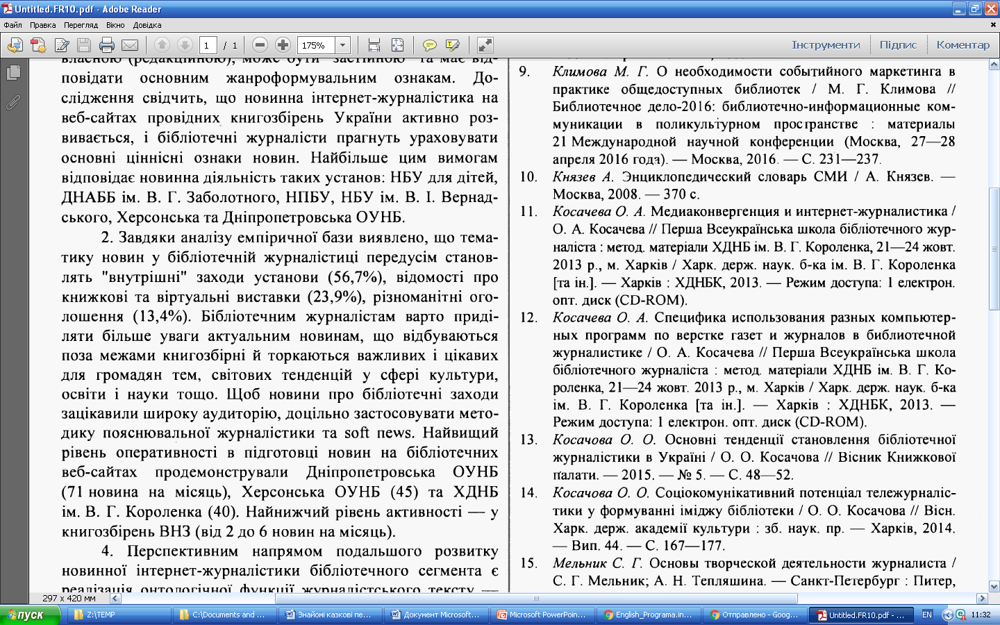 Untitled.FR10.pdf - Adobe Reader
Файл Правка Перегляд Вікно Довідка
1 / 1 175% Інструменти Підпис Коментар
власною (редакційною), може бути "застійною" та має від-
повідати основним жанроформувальним ознакам. До-
слідження свідчить, що новинна інтернет-журналістика на
веб-сайтах провідних книгозбірень України активно роз-
вивається, і бібліотечні журналісти прагнуть ураховувати
основні ціннісні ознаки новин. Найбільше цим вимогам
відповідає новинна діяльність таких установ: НБУ для дітей,
ДНАББ ім. В. Г. Заболотного, НПБУ, НБУ ім. В. І. Вернад-
ського, Херсонська та Дніпропетровська ОУНБ.
2. Завдяки аналізу емпіричної бази виявлено, що тема-
тику новин у бібліотечній журналістиці передусім станов-
лять "внутрішні" заходи установи (56,7%), відомості про
книжкові та віртуальні виставки (23,9%), різноманітні ого-
лошення (13,4%). Бібліотечним журналістам варто приді-
ляти більше уваги актуальним новинам, що відбуваються
поза межами книгозбірні й торкаються важливих і цікавих
для громадян тем, світових тенденцій у сфері культури,
освіти і науки тощо. Щоб новини про бібліотечні заходи
зацікавили широку аудиторію, доцільно застосовувати мето-
дику пояснювальної журналістики та soft news. Найвищий
рівень оперативності в підготовці новин на бібліотечних
веб-сайтах продемонстрували Дніпропетровська ОУНБ
(71 новина на місяць), Херсонська ОУНБ (45) та ХДНБ
ім. В. Г. Короленка (40). Найнижчий рівень активності — у
книгозбірень ВНЗ (від 2 до 6 новин на місяць).
4. Перспективним напрямом подальшого розвитку
новинної інтернет-журналістики бібліотечного сегмента є
реалізація онтологічної функції журналістського тексту —
9. Климова М. Г. О необходимости событийного маркетинга в
практике общедоступных библиотек / М. Г. Климова //
Библиотечное дело-2016: библиотечно-информационные ком-
муникации в поликультурном пространстве : материалы
21 Международной научной конференции (Москва, 27—28
апреля 2016 года). — Москва, 2016. — С. 231—237.
10. Князев А. Энциклопедический словарь СМИ / А. Князев. —
Москва, 2008. — 370 с.
11. Косачева О. А. Медиаконвергенция и интернет-журналистика /
О. А. Косачева // Перша Всеукраїнська школа бібліотечного жур-
наліста : метод. матеріали ХДНБ ім. В. Г. Короленка, 21—24 жовт.
2013 р., м. Харків / Харк. держ. наук. б-ка ім. В. Г. Короленка
[та ін.]. — Харків : ХДНБК, 2013. — Режим доступа: 1 електрон.
опт. диск (CD-ROM).
12. Косачева О. А. Специфика использования разных компьютер-
ных программ по верстке газет и журналов в библиотечной
журналистике / О. А. Косачева // Перша Всеукраїнська школа
бібліотечного журналіста : метод. матеріали ХДНБ ім. В. Г. Ко-
роленка, 21—24 жовт. 2013 р., м. Харків / Харк. держ. наук. б-ка
ім. В. Г. Короленка [та ін.]. — Харків : ХДНБК, 2013. —
Режим доступа: 1 електрон. опт. диск (CD-ROM).
13. Косачова О. О. Основні тенденції становлення бібліотечної
журналістики в Україні / О. О. Косачова // Вісник Книжкової
палати. — 2015. — № 5. — С. 48—52.
14. Косачова О. О. Соціокомунікативний потенціал тележурналіс-
тики у формуванні іміджу бібліотеки / О. О. Косачова // Вісн.
Харк. держ. академії культури : зб. наук. пр. — Харків, 2014.
— Вип. 44. — С. 167—177.
15. Мельник С. Г. Основы творческой деятельности журналиста /
С. Г. Мельник; А. Н. Тепляшина. — Санкт-Петербург : Питер,
297 x 420 мм
пуск Z:\TEMP C:\Documents and ... Знайомі казкові пе... Документ Microsoft... Microsoft PowerPoin... English_Programa.in... Отправлено - Goog... Untitled.FR10.pdf - ... EN 11:32